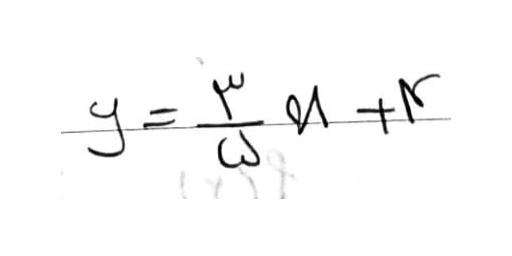 y = ۳/۵ x + ۲